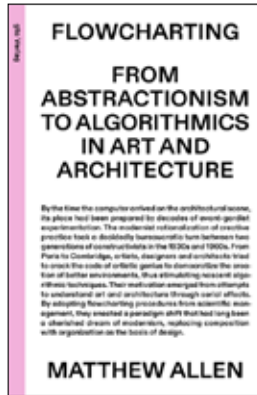 FLOWCHARTING
FROM
ABSTRACTIONISM
TO ALGORITHMICS
IN ART AND
ARCHITECTURE
By the time the computer arrived on the architectural scene,
its place had been prepared by decades of avant-gardist
experimentation. The modernist rationalization of creative
practice took a decidedly bureaucratic turn between two
generations of constructivists in the 1920s and 1960s. From
Paris to Cambridge, artists, designers and architects tried
to crack the code of artistic genius to democratize the crea-
tion of better environments, thus stimulating nascent algo-
rithmic techniques. Their motivation emerged from attempts
to understand art and architecture through serial effects.
By adopting flowcharting procedures from scientific man-
agement, they enacted a paradigm shift that had long been
a cherished dream of modernism, replacing composition
with organization as the basis of design.
MATTHEW ALLEN